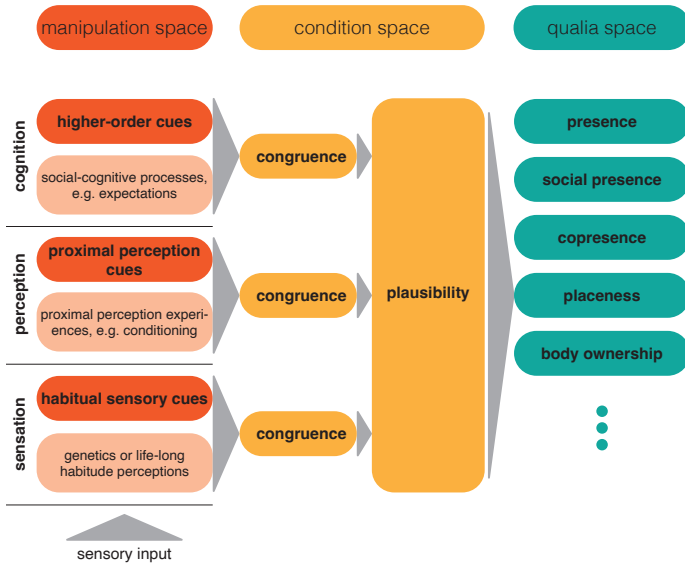 manipulation space
condition space
qualia space
cognition
higher-order cues
social-cognitive processes,
e.g. expectations
congruence
perception
proximal perception
cues
proximal perception experi-
ences, e.g. conditioning
congruence
sensation
habitual sensory cues
genetics or life-long
habitude perceptions
congruence
plausibility
presence
social presence
copresence
placeness
body ownership
sensory input